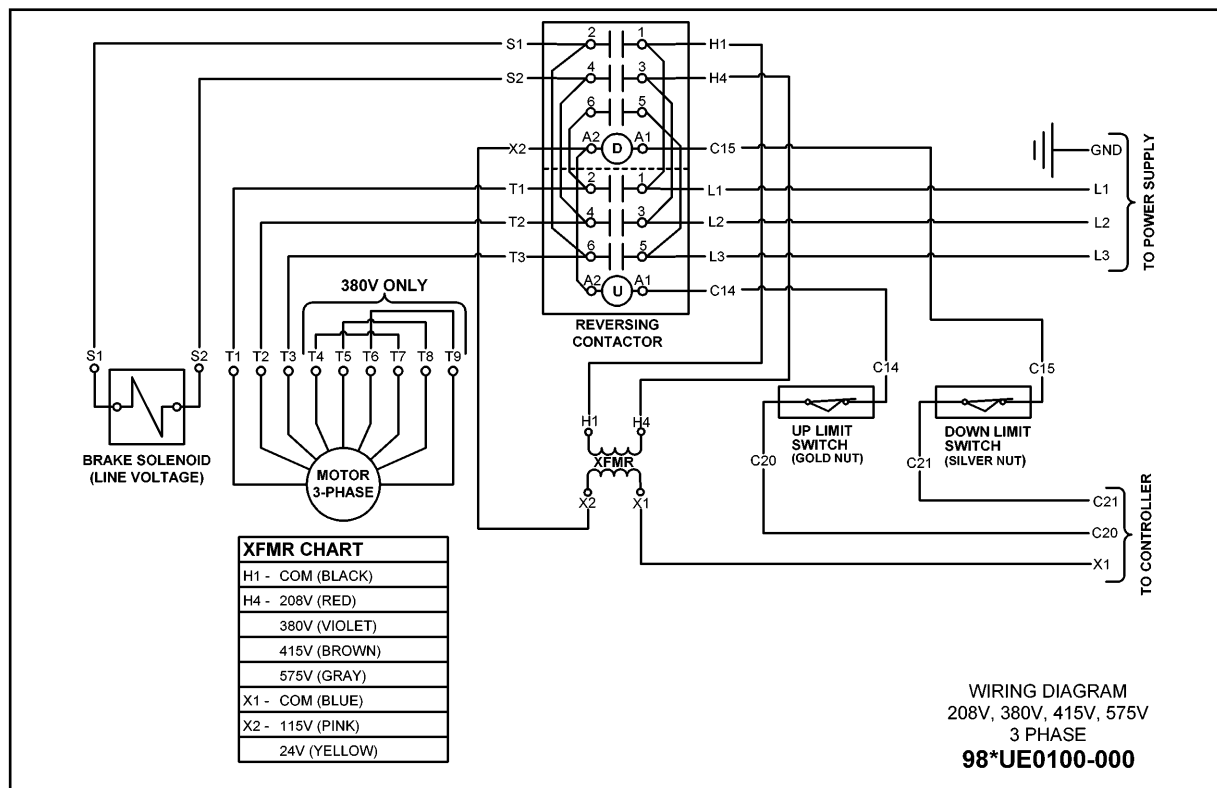 2 1
S1 H1
4 3
S2 H4
6 5
A2 D A1
X2 C15 GND
2 1
T1 L1 L1
4 3
T2 L2 L2
6 5
T3 L3 L3
TO POWER SUPPLY
A2 U A1
C14
380V ONLY
REVERSING
CONTACTOR
S1 S2 T1 T2 T3 T4 T5 T6 T7 T8 T9
C14 C15
BRAKE SOLENOID
(LINE VOLTAGE)
MOTOR
3-PHASE
H1 H4
XFMR
X2 X1
UP LIMIT
SWITCH
(GOLD NUT)
DOWN LIMIT
SWITCH
(SILVER NUT)
C20 C21
C21
C20
X1
TO CONTROLLER
XFMR CHART
H1 - COM (BLACK)
H4 - 208V (RED)
380V (VIOLET)
415V (BROWN)
575V (GRAY)
X1 - COM (BLUE)
X2 - 115V (PINK)
24V (YELLOW)
WIRING DIAGRAM
208V, 380V, 415V, 575V
3 PHASE
98*UE0100-000